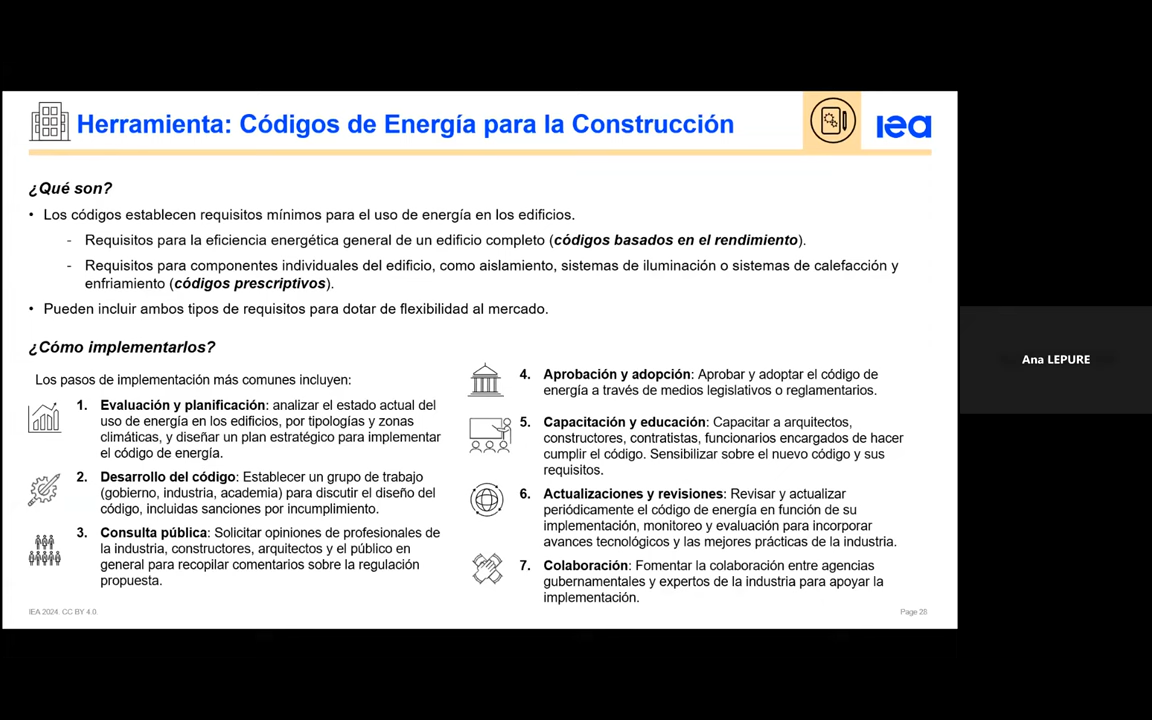 Herramienta: Códigos de Energía para la Construcción
iea
¿Qué son?
• Los códigos establecen requisitos mínimos para el uso de energía en los edificios.
- Requisitos para la eficiencia energética general de un edificio completo (códigos basados en el rendimiento).
- Requisitos para componentes individuales del edificio, como aislamiento, sistemas de iluminación o sistemas de calefacción y
enfriamiento (códigos prescriptivos).
• Pueden incluir ambos tipos de requisitos para dotar de flexibilidad al mercado.
¿Cómo implementarlos?
Los pasos de implementación más comunes incluyen:
1. Evaluación y planificación: analizar el estado actual del
uso de energía en los edificios, por tipologías y zonas
climáticas, y diseñar un plan estratégico para implementar
el código de energía.
2. Desarrollo del código: Establecer un grupo de trabajo
(gobierno, industria, academia) para discutir el diseño del
código, incluidas sanciones por incumplimiento.
3. Consulta pública: Solicitar opiniones de profesionales de
la industria, constructores, arquitectos y el público en
general para recopilar comentarios sobre la regulación
propuesta.
4. Aprobación y adopción: Aprobar y adoptar el código de
energía a través de medios legislativos o reglamentarios.
5. Capacitación y educación: Capacitar a arquitectos,
constructores, contratistas, funcionarios encargados de hacer
cumplir el código. Sensibilizar sobre el nuevo código y sus
requisitos.
6. Actualizaciones y revisiones: Revisar y actualizar
periódicamente el código de energía en función de su
implementación, monitoreo y evaluación para incorporar
avances tecnológicos y las mejores prácticas de la industria.
7. Colaboración: Fomentar la colaboración entre agencias
gubernamentales y expertos de la industria para apoyar la
implementación.
IEA 2024. CC BY 4.0.
Page 28
Ana LEPURE